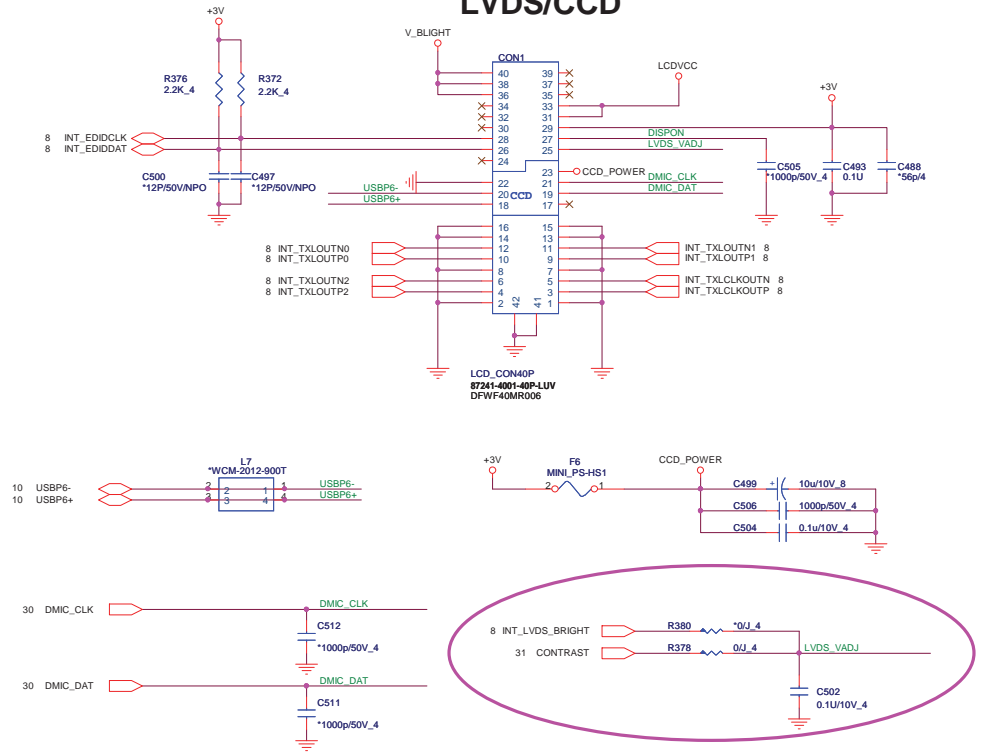 LVDS/CCD
+3V
V_BLIGHT
CON1
LCDVCC
+3V
R376
2.2K_4
R372
2.2K_4
40
38
36
34
32
30
28
26
24
22
20
18
16
14
12
10
8
6
4
2
39
37
35
33
31
29
27
25
23
21
19
17
15
13
11
9
7
5
3
1
CCD
42
41
8 INT_EDIDCLK
8 INT_EDIDDAT
DISPON
LVDS_VADJ
C500
*12P/50V/NPO
C497
*12P/50V/NPO
USBP6-
USBP6+
CCD_POWER
DMIC_CLK
DMIC_DAT
C505
*1000p/50V_4
C493
0.1U
C488
*56p/4
8 INT_TXLOUTN0
8 INT_TXLOUTP0
8 INT_TXLOUTN2
8 INT_TXLOUTP2
INT_TXLOUTN1 8
INT_TXLOUTP1 8
INT_TXLCLKOUTN 8
INT_TXLCLKOUTP 8
LCD_CON40P
87241-4001-40P-LUV
DFWF40MR006
L7
*WCM-2012-900T
10 USBP6-
10 USBP6+
2 2 1 1
3 3 4 4
USBP6-
USBP6+
+3V
F6
MINI_PS-HS1
2 1
CCD_POWER
C499 + 10u/10V_8
C506 1000p/50V_4
C504 0.1u/10V_4
30 DMIC_CLK
DMIC_CLK
C512
*1000p/50V_4
30 DMIC_DAT
DMIC_DAT
C511
*1000p/50V_4
8 INT_LVDS_BRIGHT
R380 *0/J_4
31 CONTRAST
R378 0/J_4
LVDS_VADJ
C502
0.1U/10V_4